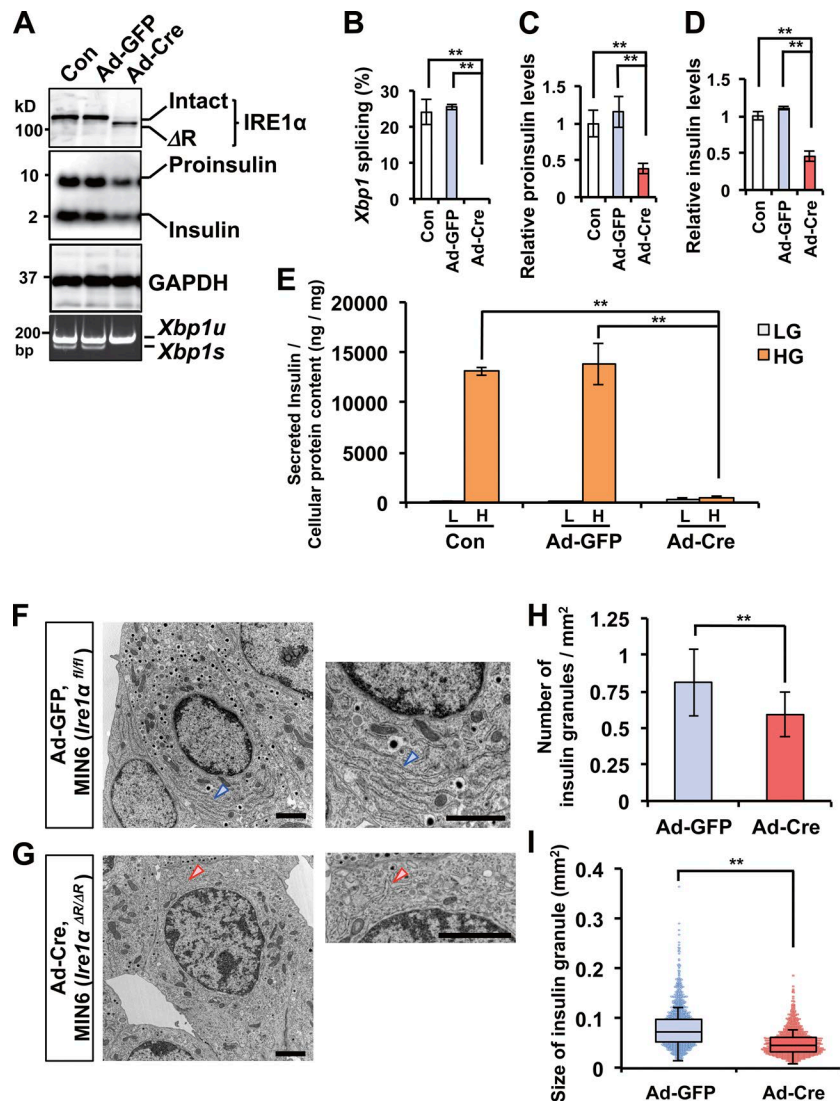 A
Con
Ad-GFP
Ad-Cre
kD
100
Intact
ΔR
IRE1α
10
Proinsulin
2
Insulin
37
GAPDH
200
bp
Xbp1u
Xbp1s
B
Xbp1 splicing (%)
30
20
10
0
**
**
Con
Ad-GFP
Ad-Cre
C
Relative proinsulin levels
1.5
1
0.5
0
**
**
Con
Ad-GFP
Ad-Cre
D
Relative insulin levels
1.5
1
0.5
0
**
**
Con
Ad-GFP
Ad-Cre
E
Secreted Insulin /
Cellular protein content (ng / mg)
20000
15000
10000
5000
0
**
**
LG
HG
L H
L H
L H
Con
Ad-GFP
Ad-Cre
F
Ad-GFP,
MIN6 (Ire1α fl/fl)
G
Ad-Cre,
MIN6 (Ire1α ΔR/ΔR)
H
Number of
insulin granules / mm²
1.25
1
0.75
0.5
0.25
0
**
Ad-GFP
Ad-Cre
I
Size of insulin granule (mm²)
0.4
0.3
0.2
0.1
0
**
Ad-GFP
Ad-Cre